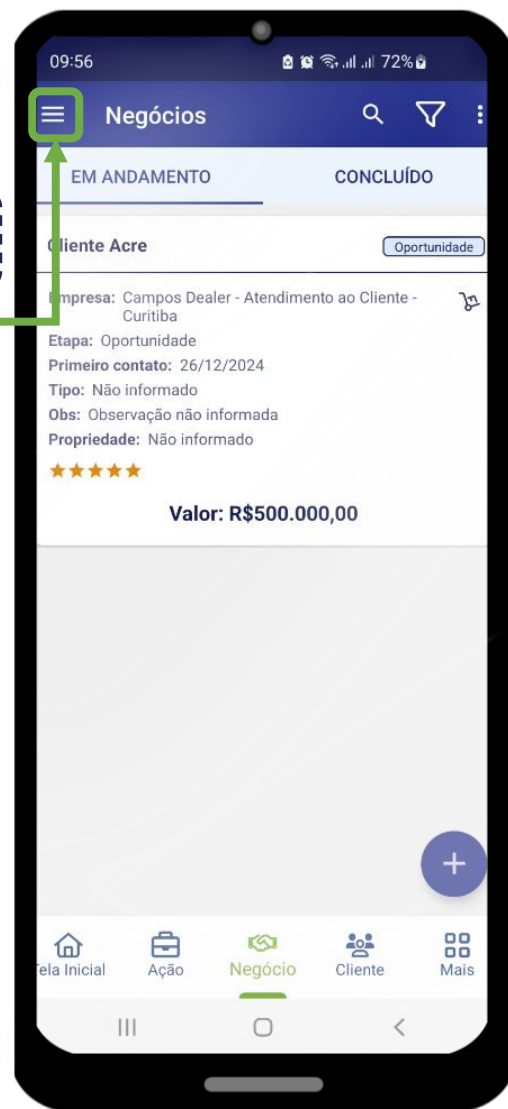 09:56
72%
Negócios
EM ANDAMENTO
CONCLUÍDO
Cliente Acre
Oportunidade
Empresa: Campos Dealer - Atendimento ao Cliente -
Curitiba
Etapa: Oportunidade
Primeiro contato: 26/12/2024
Tipo: Não informado
Obs: Observação não informada
Propriedade: Não informado
Valor: R$500.000,00
Tela Inicial
Ação
Negócio
Cliente
Mais